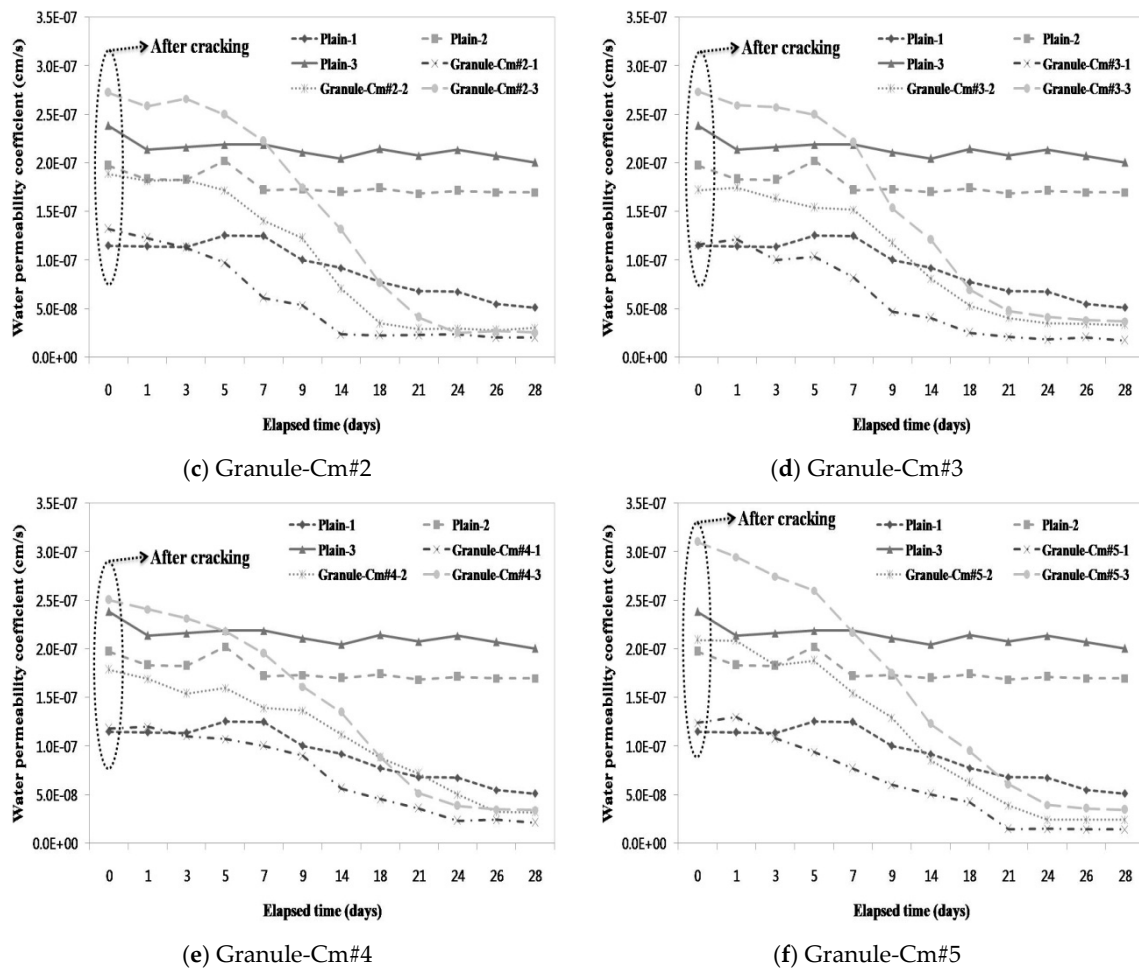 3.5E-07
3.0E-07
2.5E-07
2.0E-07
1.5E-07
1.0E-07
5.0E-08
0.0E+00
Water permeability coefficient (cm/s)
After cracking
Plain-1 Plain-2
Plain-3 Granule-Cm#2-1
Granule-Cm#2-2 Granule-Cm#2-3
0 1 3 5 7 9 14 18 21 24 26 28
Elapsed time (days)
(c) Granule-Cm#2
3.5E-07
3.0E-07
2.5E-07
2.0E-07
1.5E-07
1.0E-07
5.0E-08
0.0E+00
Water permeability coefficient (cm/s)
After cracking
Plain-1 Plain-2
Plain-3 Granule-Cm#3-1
Granule-Cm#3-2 Granule-Cm#3-3
0 1 3 5 7 9 14 18 21 24 26 28
Elapsed time (days)
(d) Granule-Cm#3
3.5E-07
3.0E-07
2.5E-07
2.0E-07
1.5E-07
1.0E-07
5.0E-08
0.0E+00
Water permeability coefficient (cm/s)
After cracking
Plain-1 Plain-2
Plain-3 Granule-Cm#4-1
Granule-Cm#4-2 Granule-Cm#4-3
0 1 3 5 7 9 14 18 21 24 26 28
Elapsed time (days)
(e) Granule-Cm#4
3.5E-07
3.0E-07
2.5E-07
2.0E-07
1.5E-07
1.0E-07
5.0E-08
0.0E+00
Water permeability coefficient (cm/s)
After cracking
Plain-1 Plain-2
Plain-3 Granule-Cm#5-1
Granule-Cm#5-2 Granule-Cm#5-3
0 1 3 5 7 9 14 18 21 24 26 28
Elapsed time (days)
(f) Granule-Cm#5